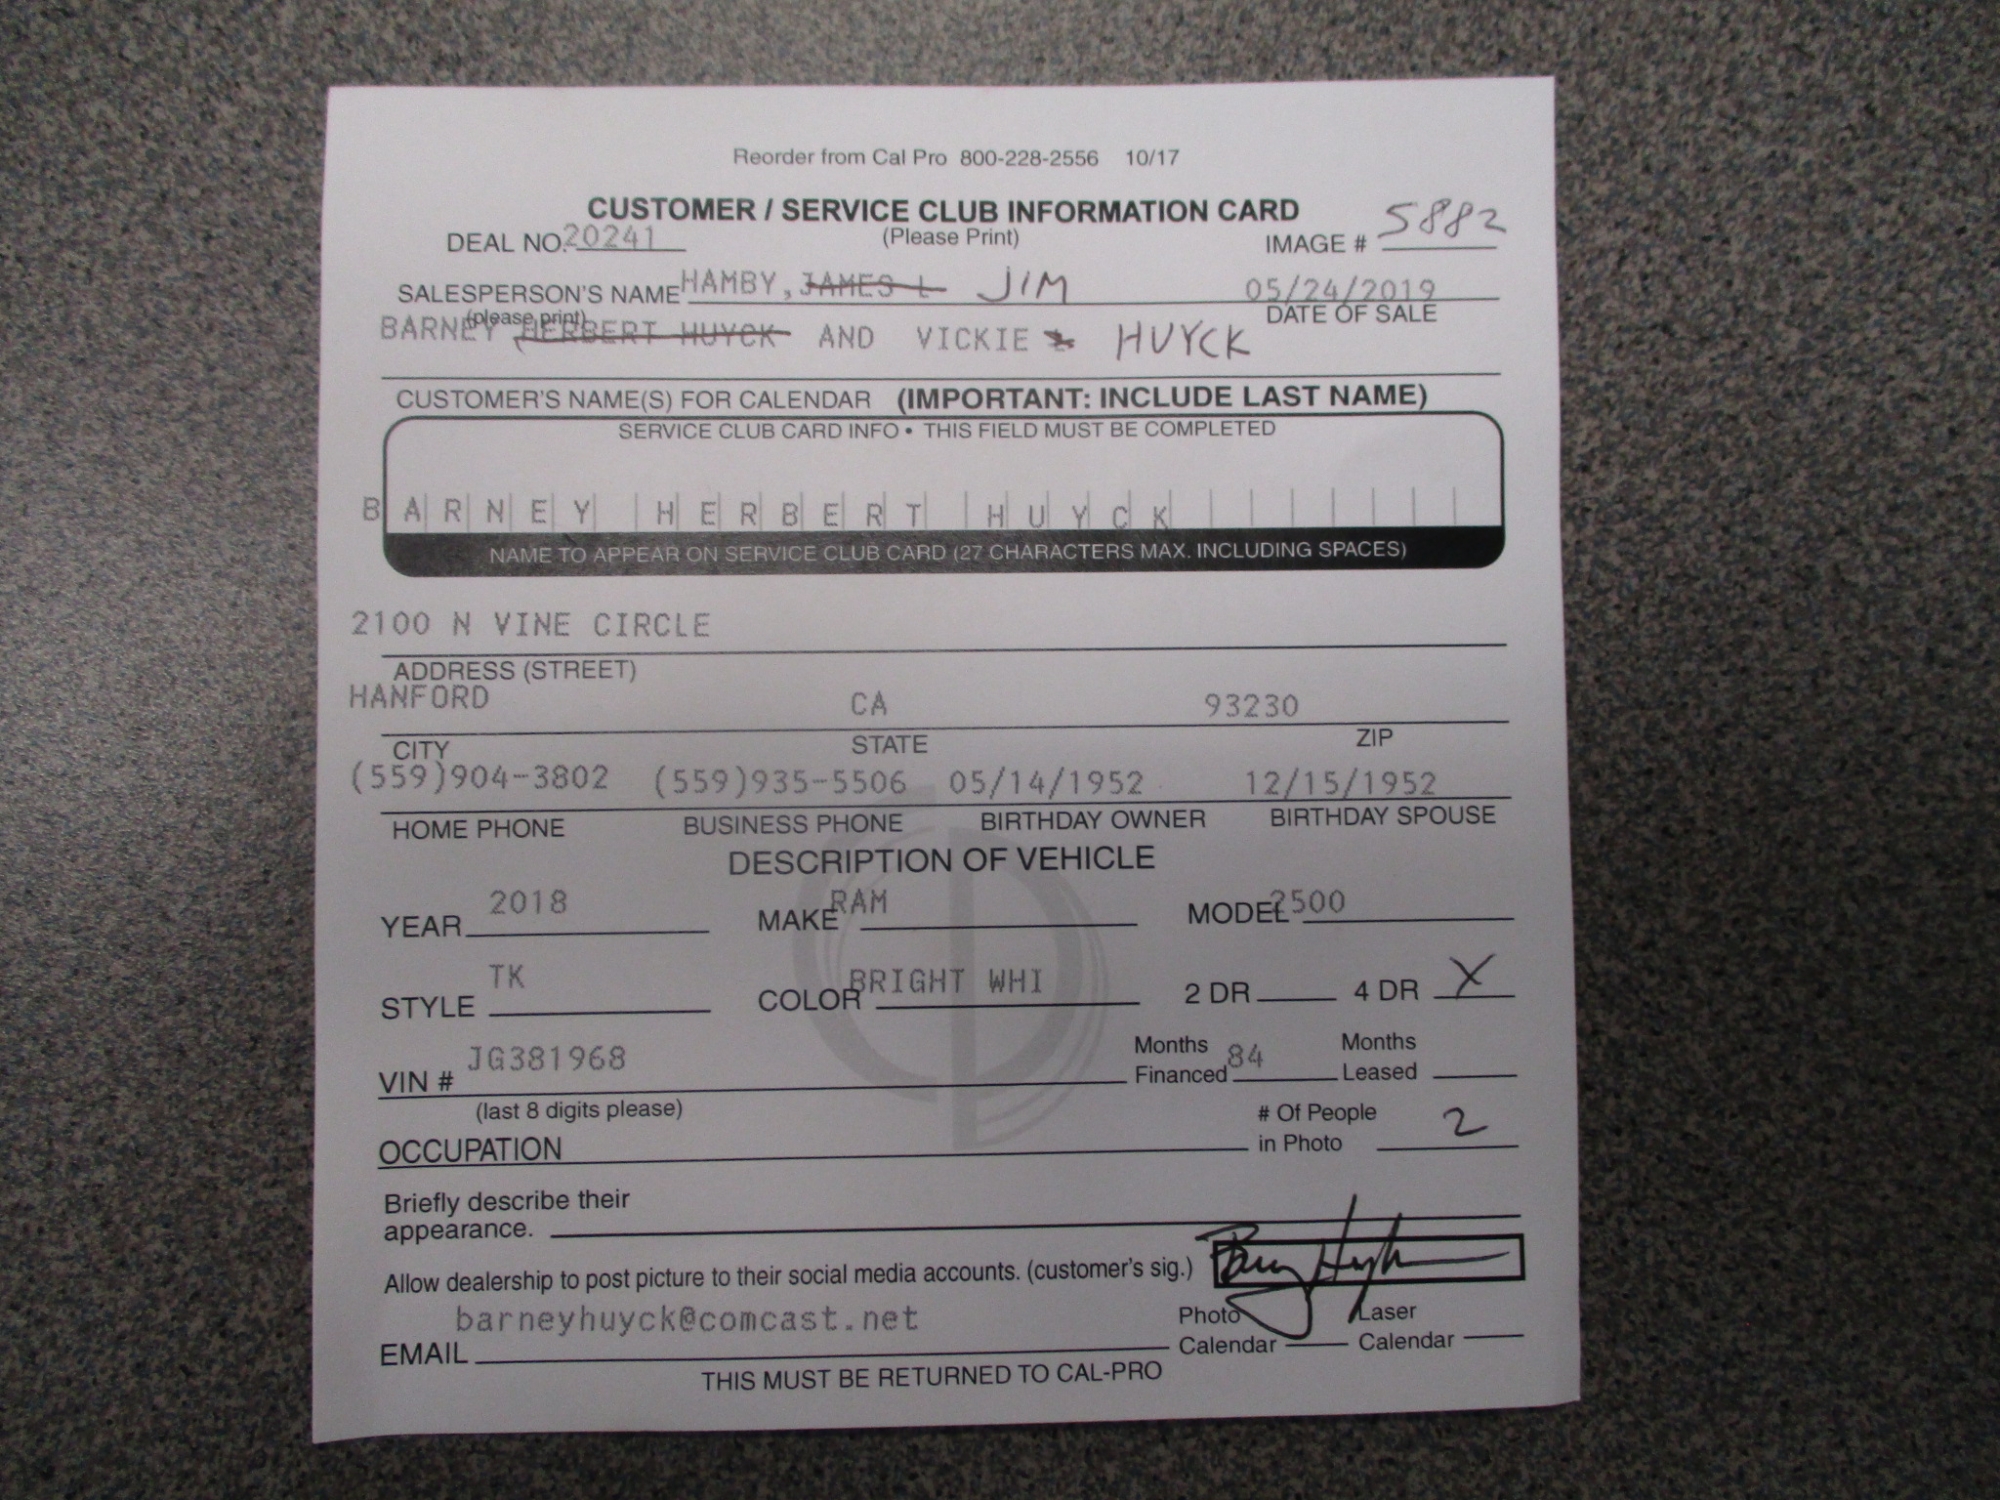 Reorder from Cal Pro 800-228-2556 10/17
CUSTOMER / SERVICE CLUB INFORMATION CARD
DEAL NO. 20241 (Please Print) IMAGE # 5882
SALESPERSON'S NAME HAMBY, JAMES L JIM 05/24/2019
(please print) DATE OF SALE
BARNEY HERBERT HUYCK AND VICKIE HUYCK
CUSTOMER'S NAME(S) FOR CALENDAR (IMPORTANT: INCLUDE LAST NAME)
SERVICE CLUB CARD INFO • THIS FIELD MUST BE COMPLETED
BARNEY HERBERT HUYCK
NAME TO APPEAR ON SERVICE CLUB CARD (27 CHARACTERS MAX. INCLUDING SPACES)
2100 N VINE CIRCLE
ADDRESS (STREET)
HANFORD CA 93230
CITY STATE ZIP
(559)904-3802 (559)935-5506 05/14/1952 12/15/1952
HOME PHONE BUSINESS PHONE BIRTHDAY OWNER BIRTHDAY SPOUSE
DESCRIPTION OF VEHICLE
YEAR 2018 MAKE RAM MODEL 2500
STYLE TK COLOR BRIGHT WHI 2 DR 4 DR X
VIN # JG381968 Months Financed 84 Months Leased
(last 8 digits please)
OCCUPATION # Of People in Photo 2
Briefly describe their
appearance.
Allow dealership to post picture to their social media accounts. (customer's sig.)
EMAIL barneyhuyck@comcast.net Photo Calendar Laser Calendar
THIS MUST BE RETURNED TO CAL-PRO